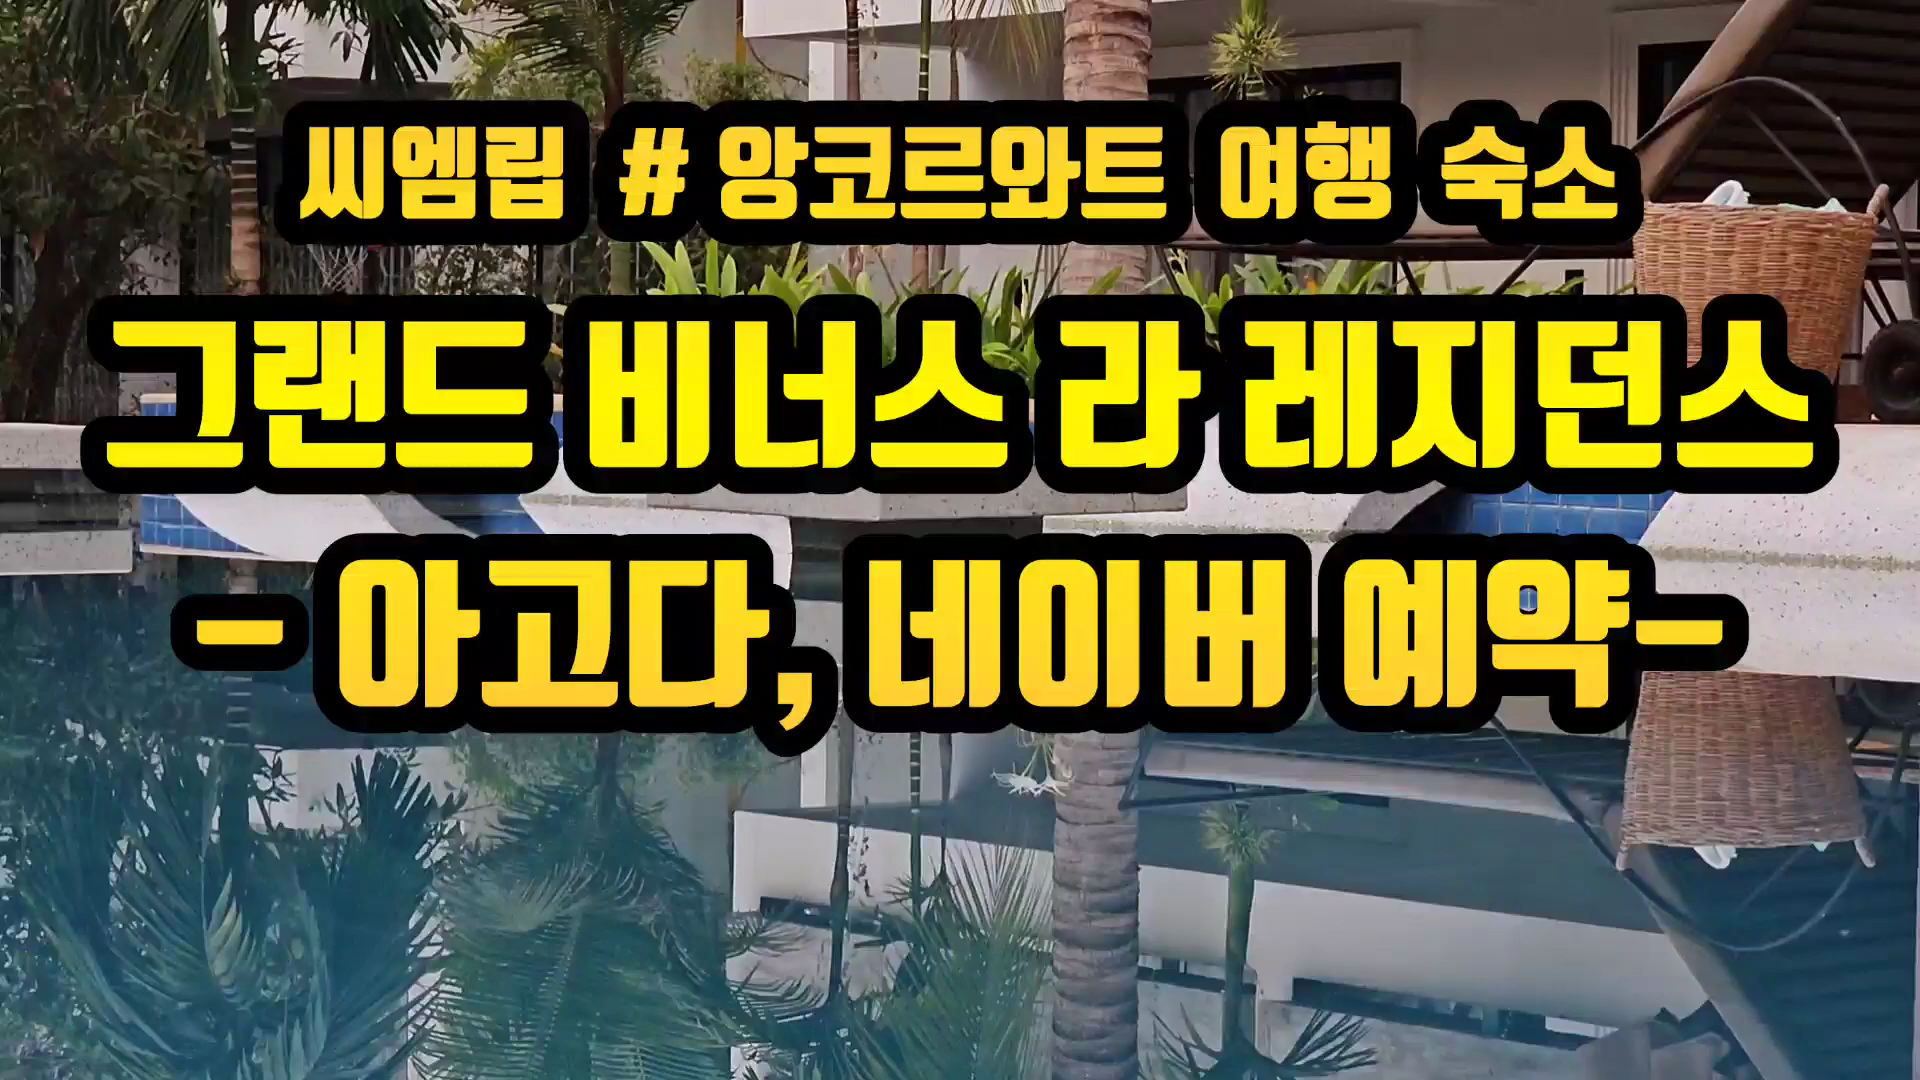 씨엠립 #앙코르와트 여행 숙소
그랜드 비너스 라 레지던스
- 아고다, 네이버 예약-